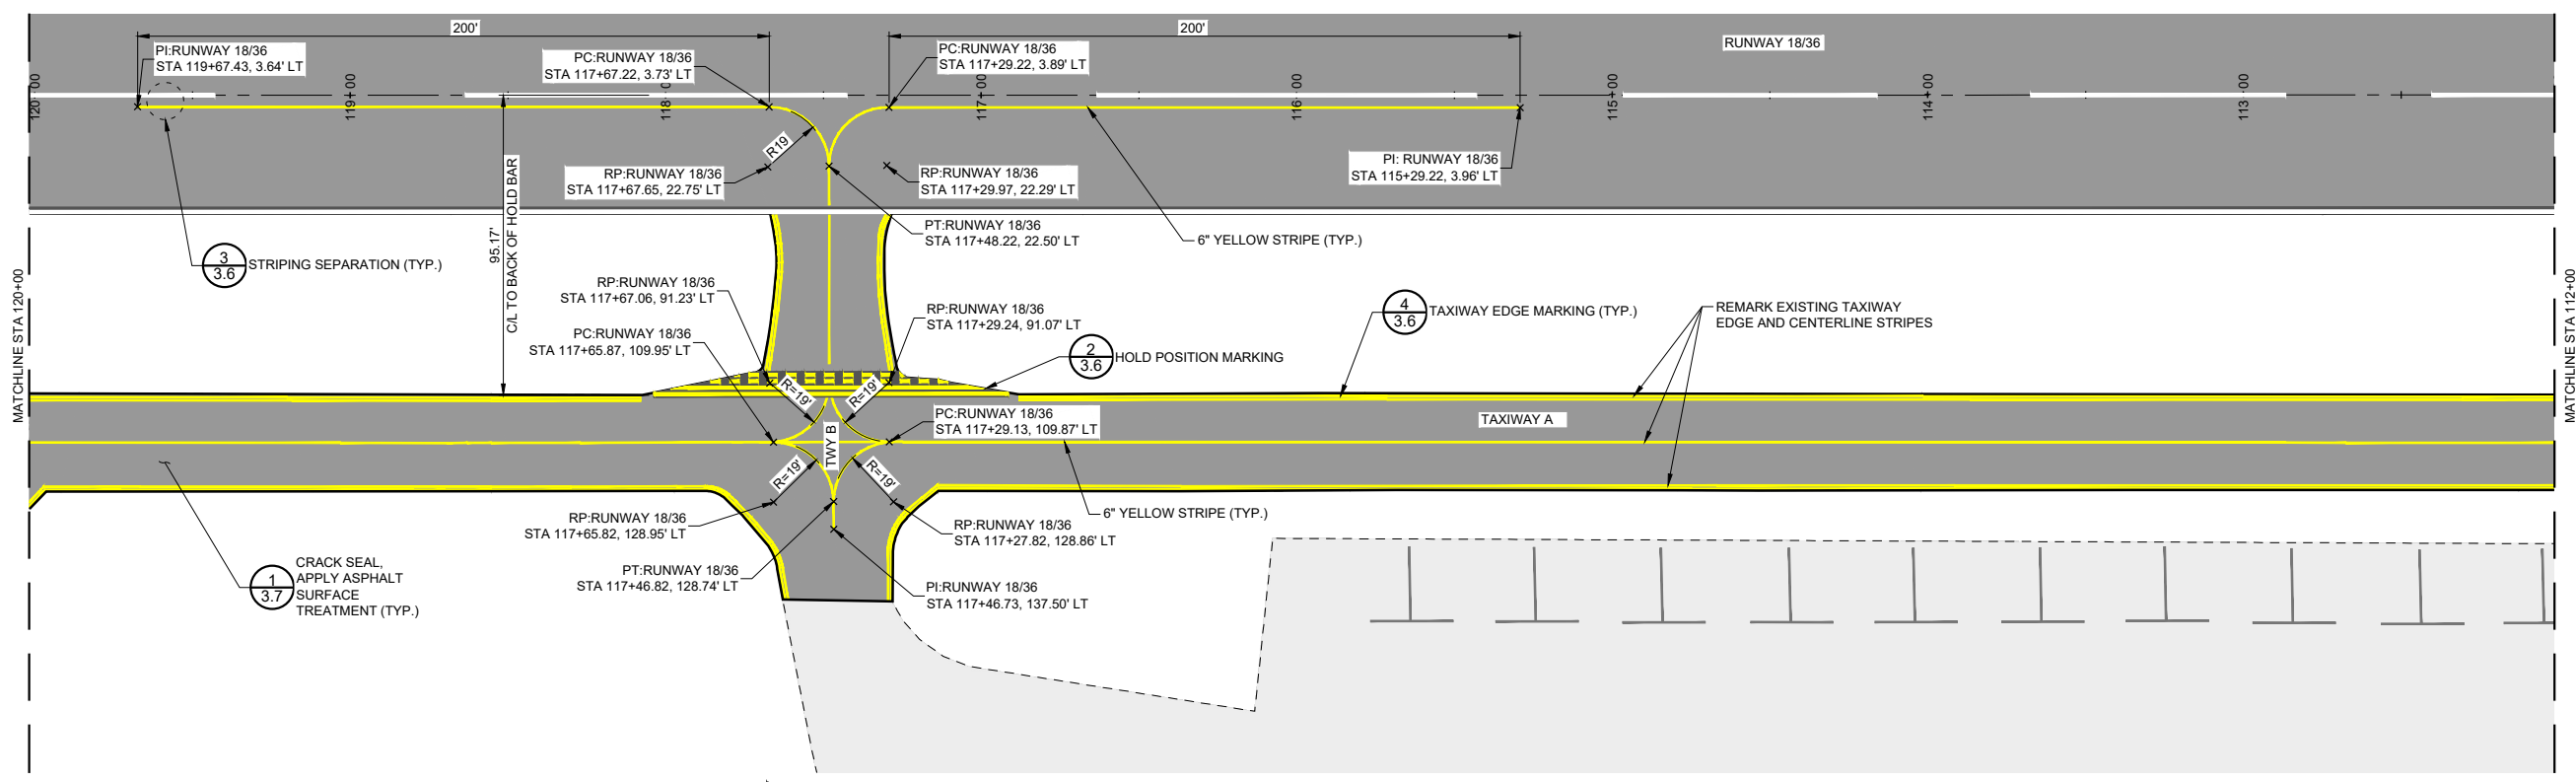 200'
200'
PI:RUNWAY 18/36
STA 119+67.43, 3.64' LT
PC:RUNWAY 18/36
STA 117+67.22, 3.73' LT
PC:RUNWAY 18/36
STA 117+29.22, 3.89' LT
RUNWAY 18/36
120+00
119+00
118+00
117+00
116+00
115+00
114+00
113+00
R19
RP:RUNWAY 18/36
STA 117+67.65, 22.75' LT
RP:RUNWAY 18/36
STA 117+29.97, 22.29' LT
PI: RUNWAY 18/36
STA 115+29.22, 3.96' LT
95.17'
C/L TO BACK OF HOLD BAR
PT:RUNWAY 18/36
STA 117+48.22, 22.50' LT
6" YELLOW STRIPE (TYP.)
3
3.6
STRIPING SEPARATION (TYP.)
MATCHLINE STA 120+00
MATCHLINE STA 112+00
RP:RUNWAY 18/36
STA 117+67.06, 91.23' LT
RP:RUNWAY 18/36
STA 117+29.24, 91.07' LT
4
3.6
TAXIWAY EDGE MARKING (TYP.)
REMARK EXISTING TAXIWAY
EDGE AND CENTERLINE STRIPES
PC:RUNWAY 18/36
STA 117+65.87, 109.95' LT
2
3.6
HOLD POSITION MARKING
R=19'
R=19'
PC:RUNWAY 18/36
STA 117+29.13, 109.87' LT
TAXIWAY A
TWY B
R=19'
R=19'
RP:RUNWAY 18/36
STA 117+65.82, 128.95' LT
RP:RUNWAY 18/36
STA 117+27.82, 128.86' LT
6" YELLOW STRIPE (TYP.)
1
3.7
CRACK SEAL,
APPLY ASPHALT
SURFACE
TREATMENT (TYP.)
PT:RUNWAY 18/36
STA 117+46.82, 128.74' LT
PI:RUNWAY 18/36
STA 117+46.73, 137.50' LT